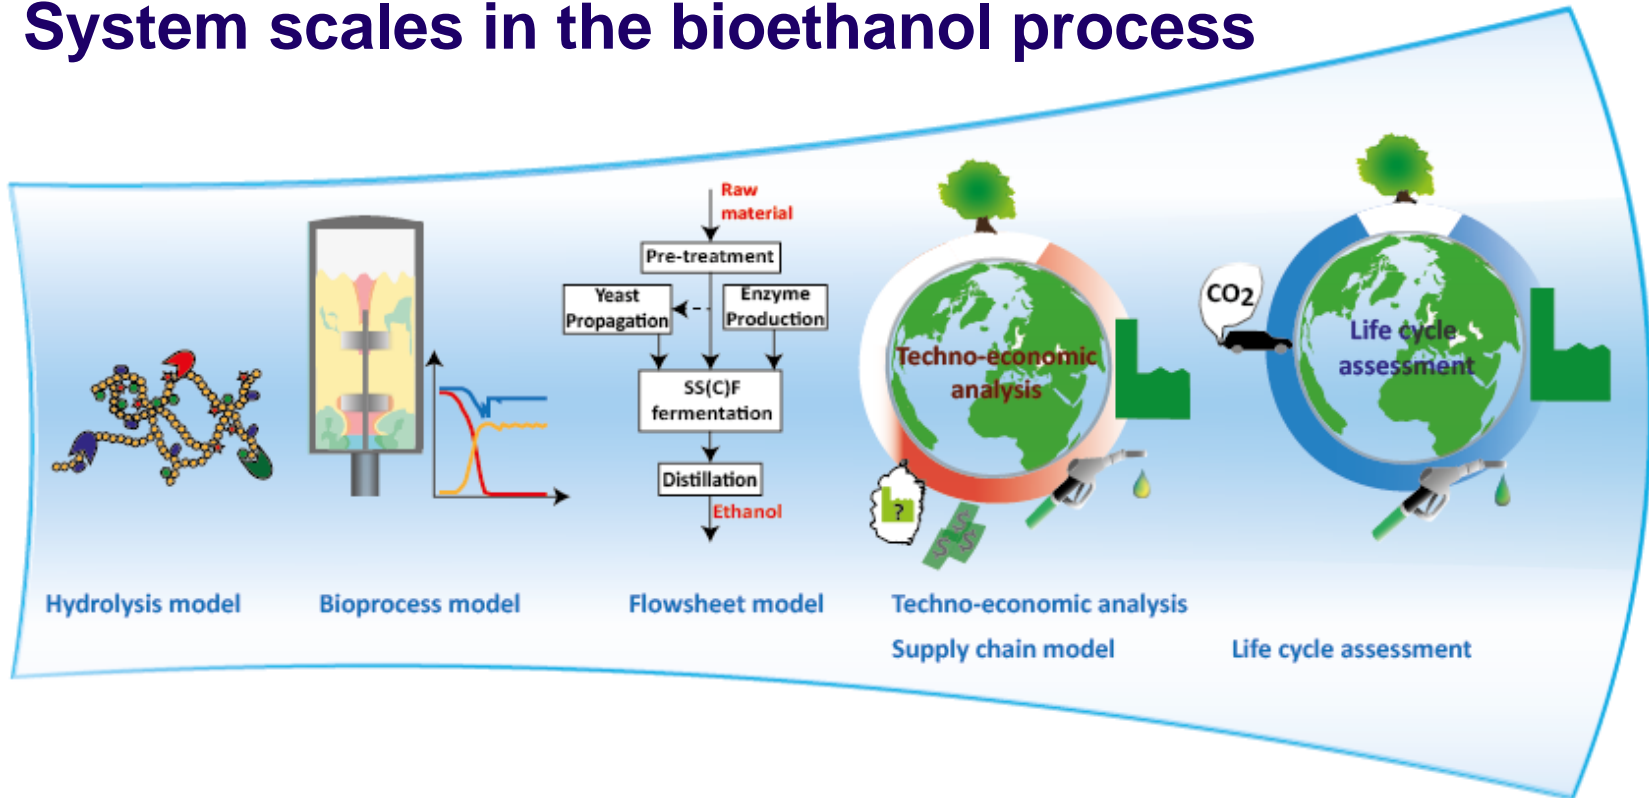 System scales in the bioethanol process
Raw
material
Pre-treatment
Yeast
Propagation
Enzyme
Production
SS(C)F
fermentation
Distillation
Ethanol
Techno-economic
analysis
?
$
$
CO2
Life cycle
assessment
Hydrolysis model
Bioprocess model
Flowsheet model
Techno-economic analysis
Supply chain model
Life cycle assessment